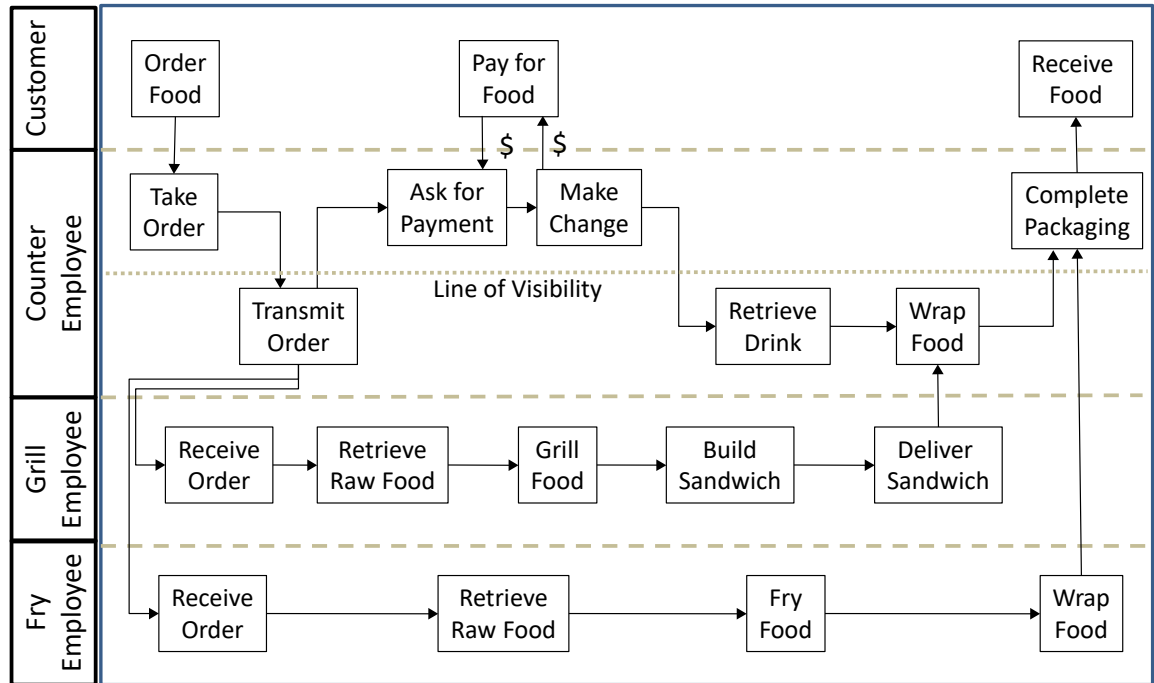 Customer
Order
Food
Pay for
Food
Receive
Food
$
$
Counter
Employee
Take
Order
Ask for
Payment
Make
Change
Complete
Packaging
Line of Visibility
Transmit
Order
Retrieve
Drink
Wrap
Food
Grill
Employee
Receive
Order
Retrieve
Raw Food
Grill
Food
Build
Sandwich
Deliver
Sandwich
Fry
Employee
Receive
Order
Retrieve
Raw Food
Fry
Food
Wrap
Food